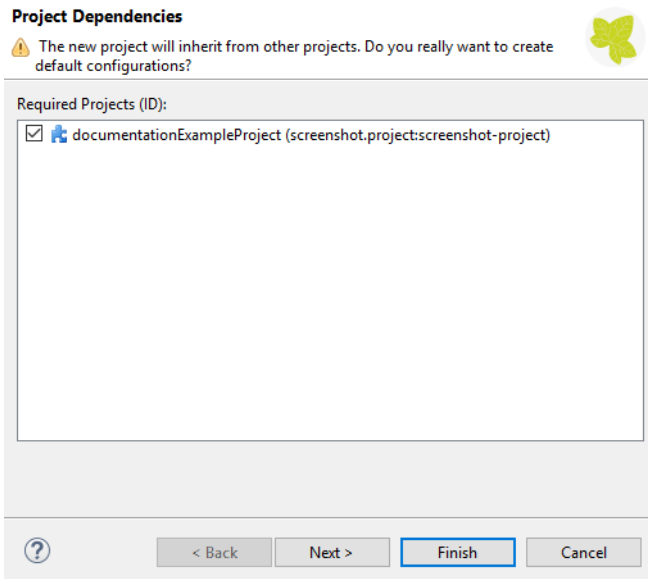 Project Dependencies
The new project will inherit from other projects. Do you really want to create
default configurations?
Required Projects (ID):
documentationExampleProject (screenshot.project:screenshot-project)
?
< Back
Next >
Finish
Cancel